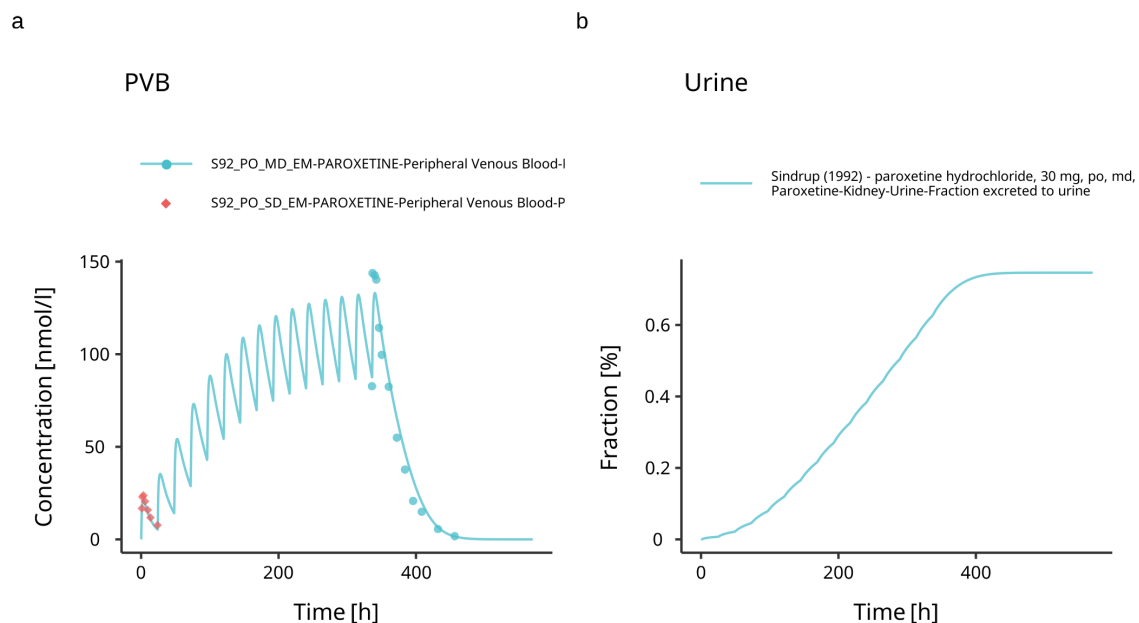 a
b
PVB
Urine
S92_PO_MD_EM-PAROXETINE-Peripheral Venous Blood-
S92_PO_SD_EM-PAROXETINE-Peripheral Venous Blood-P
Sindrup (1992) - paroxetine hydrochloride, 30 mg, po, md,
Paroxetine-Kidney-Urine-Fraction excreted to urine
Concentration [nmol/l]
150
100
50
0
0
200
400
Time [h]
Fraction [%]
0.6
0.4
0.2
0
0
200
400
Time [h]